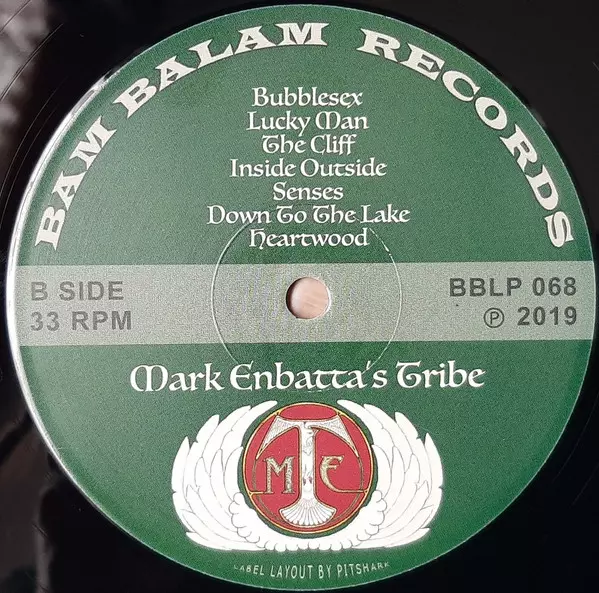 BAM BALAM RECORDS
Bubblesex
Lucky Man
The Cliff
Inside Outside
Senses
Down To The Lake
Heartwood
B SIDE
33 RPM
BBLP 068
℗ 2019
Mark Enbatta's Tribe
M T E
LABEL LAYOUT BY PITSHARK